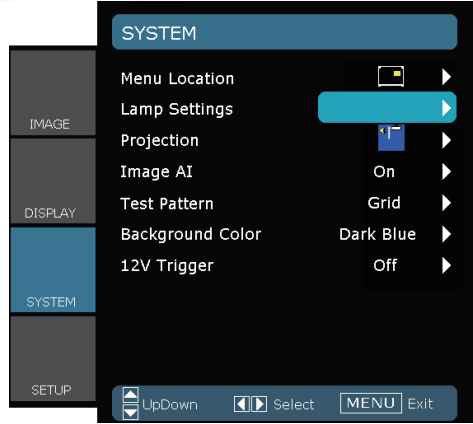 SYSTEM
Menu Location
Lamp Settings
IMAGE
Projection
Image AI On
Test Pattern Grid
DISPLAY
Background Color Dark Blue
12V Trigger Off
SYSTEM
SETUP
UpDown Select MENU Exit